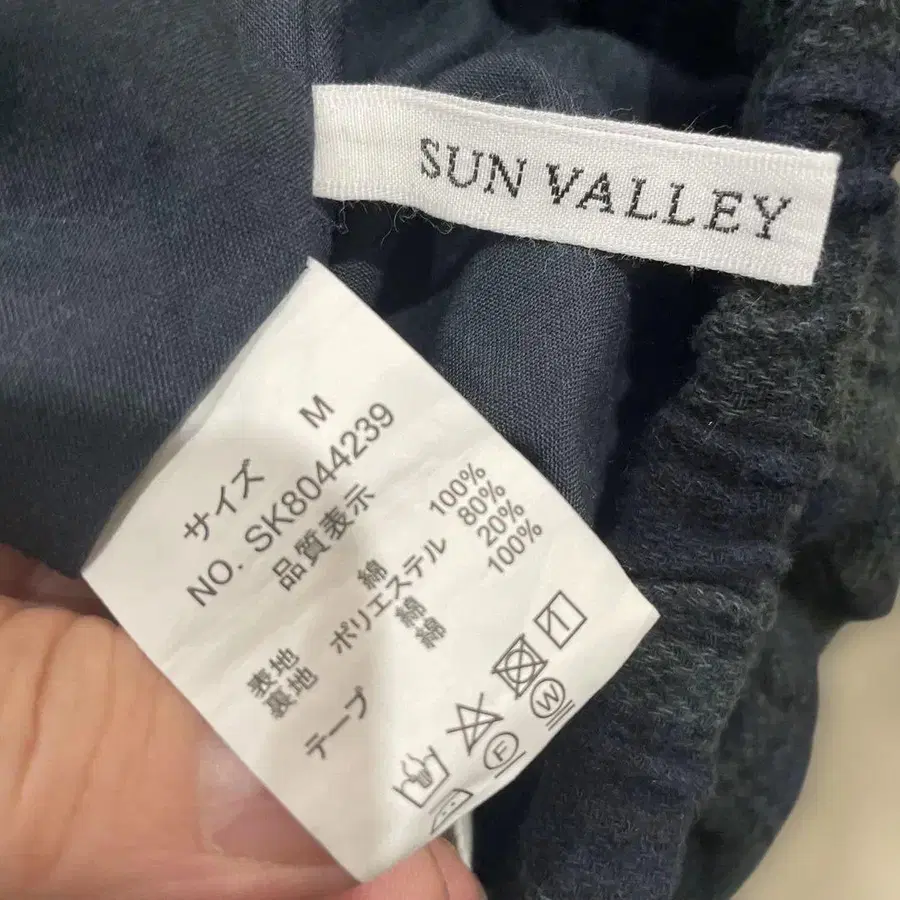 SUN VALLEY
サイズ M
NO. SK8044239
品質表示
表地 綿 100%
裏地 ポリエステル 80%
綿 20%
テープ 綿 100%
F
W